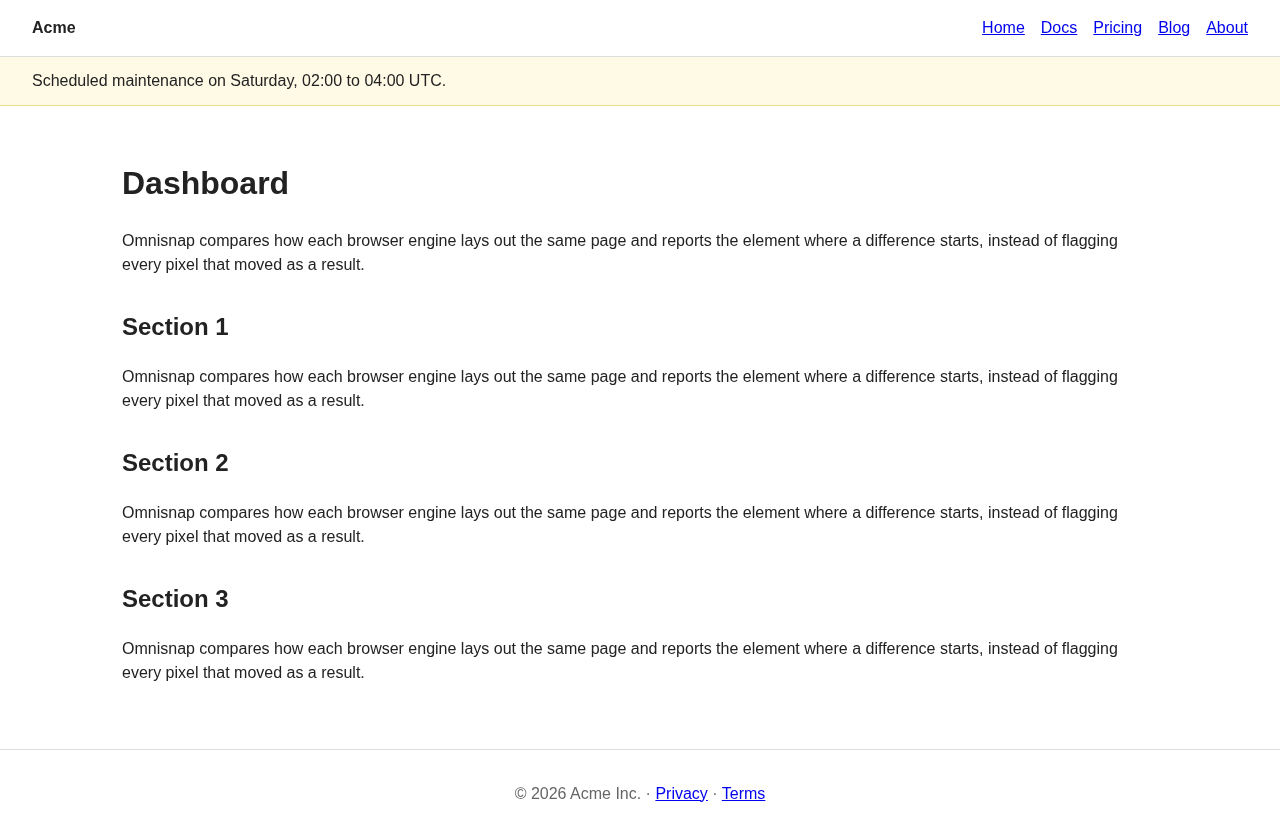 Acme
Home Docs Pricing Blog About
Scheduled maintenance on Saturday, 02:00 to 04:00 UTC.
Dashboard
Omnisnap compares how each browser engine lays out the same page and reports the element where a difference starts, instead of flagging
every pixel that moved as a result.
Section 1
Omnisnap compares how each browser engine lays out the same page and reports the element where a difference starts, instead of flagging
every pixel that moved as a result.
Section 2
Omnisnap compares how each browser engine lays out the same page and reports the element where a difference starts, instead of flagging
every pixel that moved as a result.
Section 3
Omnisnap compares how each browser engine lays out the same page and reports the element where a difference starts, instead of flagging
every pixel that moved as a result.
© 2026 Acme Inc. · Privacy · Terms